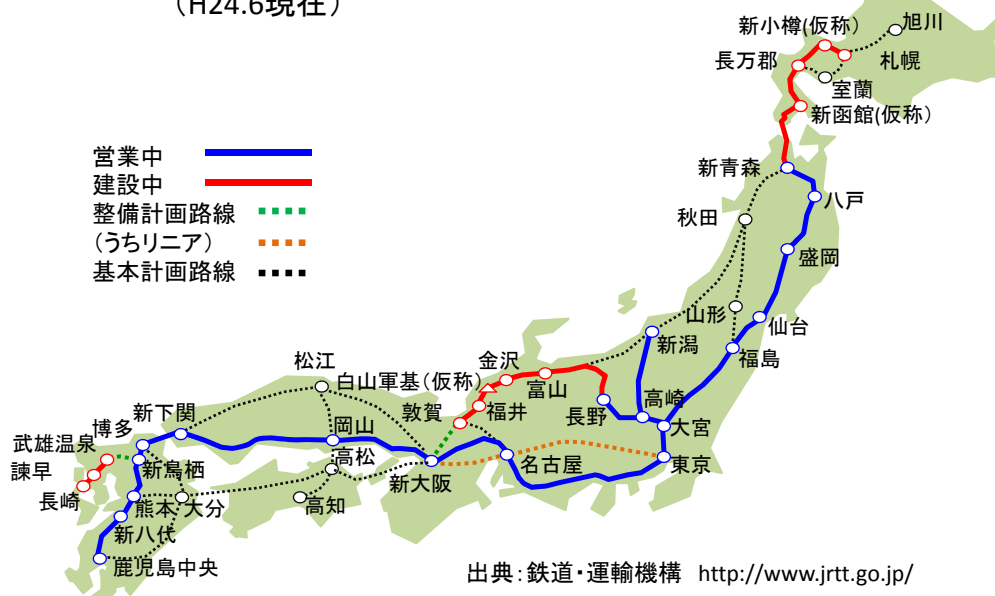 （H24.6現在）
新小樽(仮称)
旭川
長万部
札幌
室蘭
新函館(仮称)
営業中
建設中
整備計画路線
（うちリニア）
基本計画路線
新青森
八戸
秋田
盛岡
山形
仙台
新潟
福島
松江
金沢
白山車基（仮称）
富山
高崎
敦賀
福井
長野
大宮
新下関
岡山
博多
武雄温泉
新鳥栖
高松
名古屋
東京
諫早
新大阪
長崎
熊本
大分
高知
新八代
鹿児島中央
出典：鉄道・運輸機構 http://www.jrtt.go.jp/